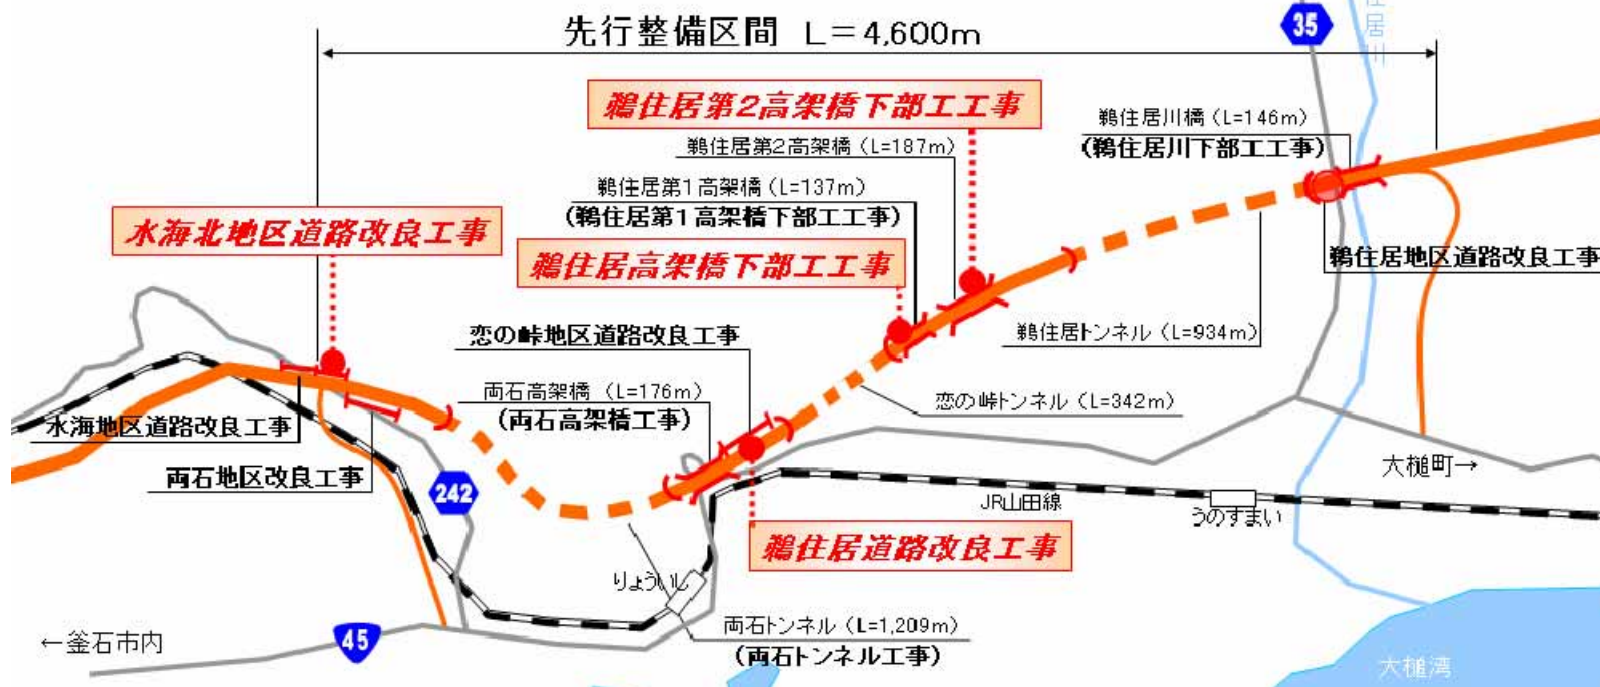 先行整備区間 L=4,600m
35
住居川
鵜住居第2高架橋下部工工事
鵜住居川橋（L=146m）
(鵜住居川下部工工事)
鵜住居第2高架橋（L=187m）
鵜住居第1高架橋（L=137m）
(鵜住居第1高架橋下部工工事)
水海北地区道路改良工事
鵜住居高架橋下部工工事
鵜住居地区道路改良工事
恋の峠地区道路改良工事
鵜住居トンネル（L=934m）
両石高架橋（L=176m）
(両石高架橋工事)
恋の峠トンネル（L=342m）
水海地区道路改良工事
両石地区改良工事
242
大槌町→
JR山田線
うのすまい
鵜住居道路改良工事
りょういし
両石トンネル（L=1,209m）
(両石トンネル工事)
←釜石市内
45
大槌湾